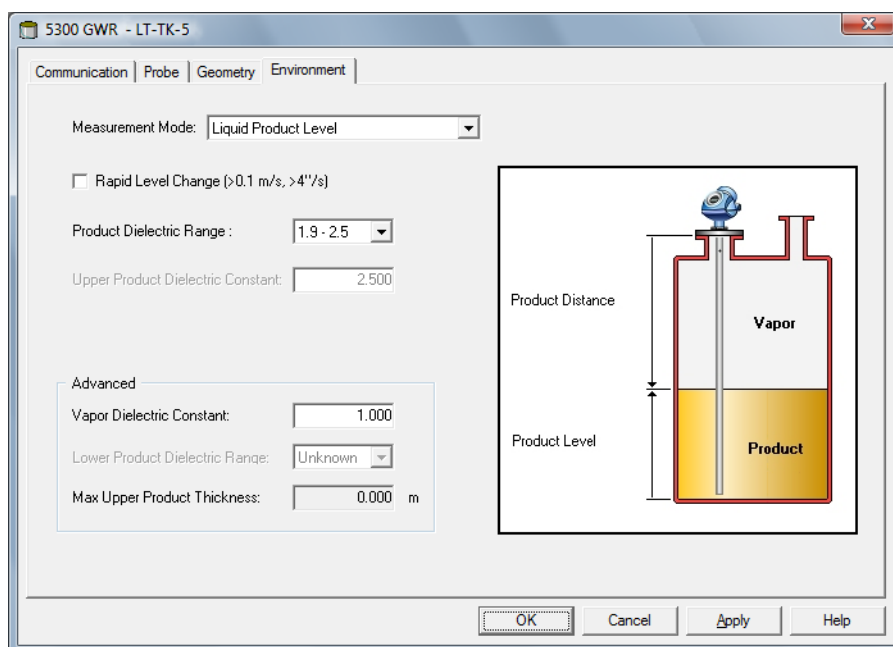 5300 GWR - LT-TK-5
Communication Probe Geometry Environment
Measurement Mode: Liquid Product Level
Rapid Level Change (>0.1 m/s, >4"/s)
Product Dielectric Range : 1.9 - 2.5
Upper Product Dielectric Constant: 2.500
Advanced
Vapor Dielectric Constant: 1.000
Lower Product Dielectric Range: Unknown
Max Upper Product Thickness: 0.000 m
Product Distance
Vapor
Product Level
Product
OK Cancel Apply Help